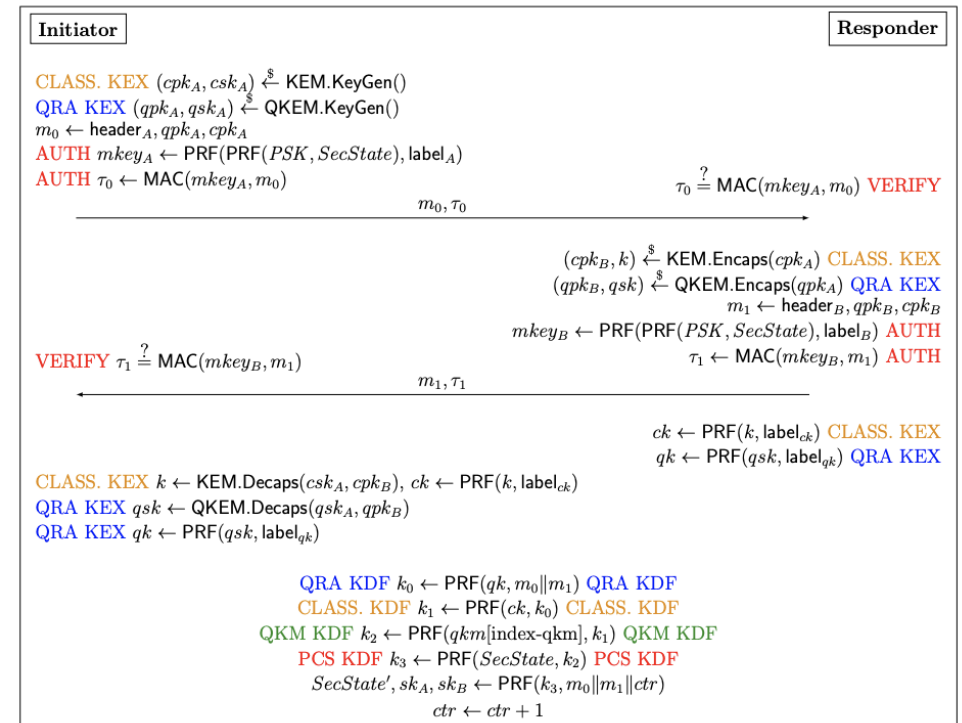 Initiator
Responder
CLASS. KEX (cpk_A, csk_A) ←$ KEM.KeyGen()
QRA KEX (qpk_A, qsk_A) ←$ QKEM.KeyGen()
m_0 ← header_A, qpk_A, cpk_A
AUTH mkey_A ← PRF(PRF(PSK, SecState), label_A)
AUTH τ_0 ← MAC(mkey_A, m_0)
τ_0 ≟ MAC(mkey_A, m_0) VERIFY
m_0, τ_0
(cpk_B, k) ←$ KEM.Encaps(cpk_A) CLASS. KEX
(qpk_B, qsk) ←$ QKEM.Encaps(qpk_A) QRA KEX
m_1 ← header_B, qpk_B, cpk_B
mkey_B ← PRF(PRF(PSK, SecState), label_B) AUTH
τ_1 ← MAC(mkey_B, m_1) AUTH
VERIFY τ_1 ≟ MAC(mkey_B, m_1)
m_1, τ_1
ck ← PRF(k, label_ck) CLASS. KEX
qk ← PRF(qsk, label_qk) QRA KEX
CLASS. KEX k ← KEM.Decaps(csk_A, cpk_B), ck ← PRF(k, label_ck)
QRA KEX qsk ← QKEM.Decaps(qsk_A, qpk_B)
QRA KEX qk ← PRF(qsk, label_qk)
QRA KDF k_0 ← PRF(qk, m_0‖m_1) QRA KDF
CLASS. KDF k_1 ← PRF(ck, k_0) CLASS. KDF
QKM KDF k_2 ← PRF(qkm[index-qkm], k_1) QKM KDF
PCS KDF k_3 ← PRF(SecState, k_2) PCS KDF
SecState′, sk_A, sk_B ← PRF(k_3, m_0‖m_1‖ctr)
ctr ← ctr + 1